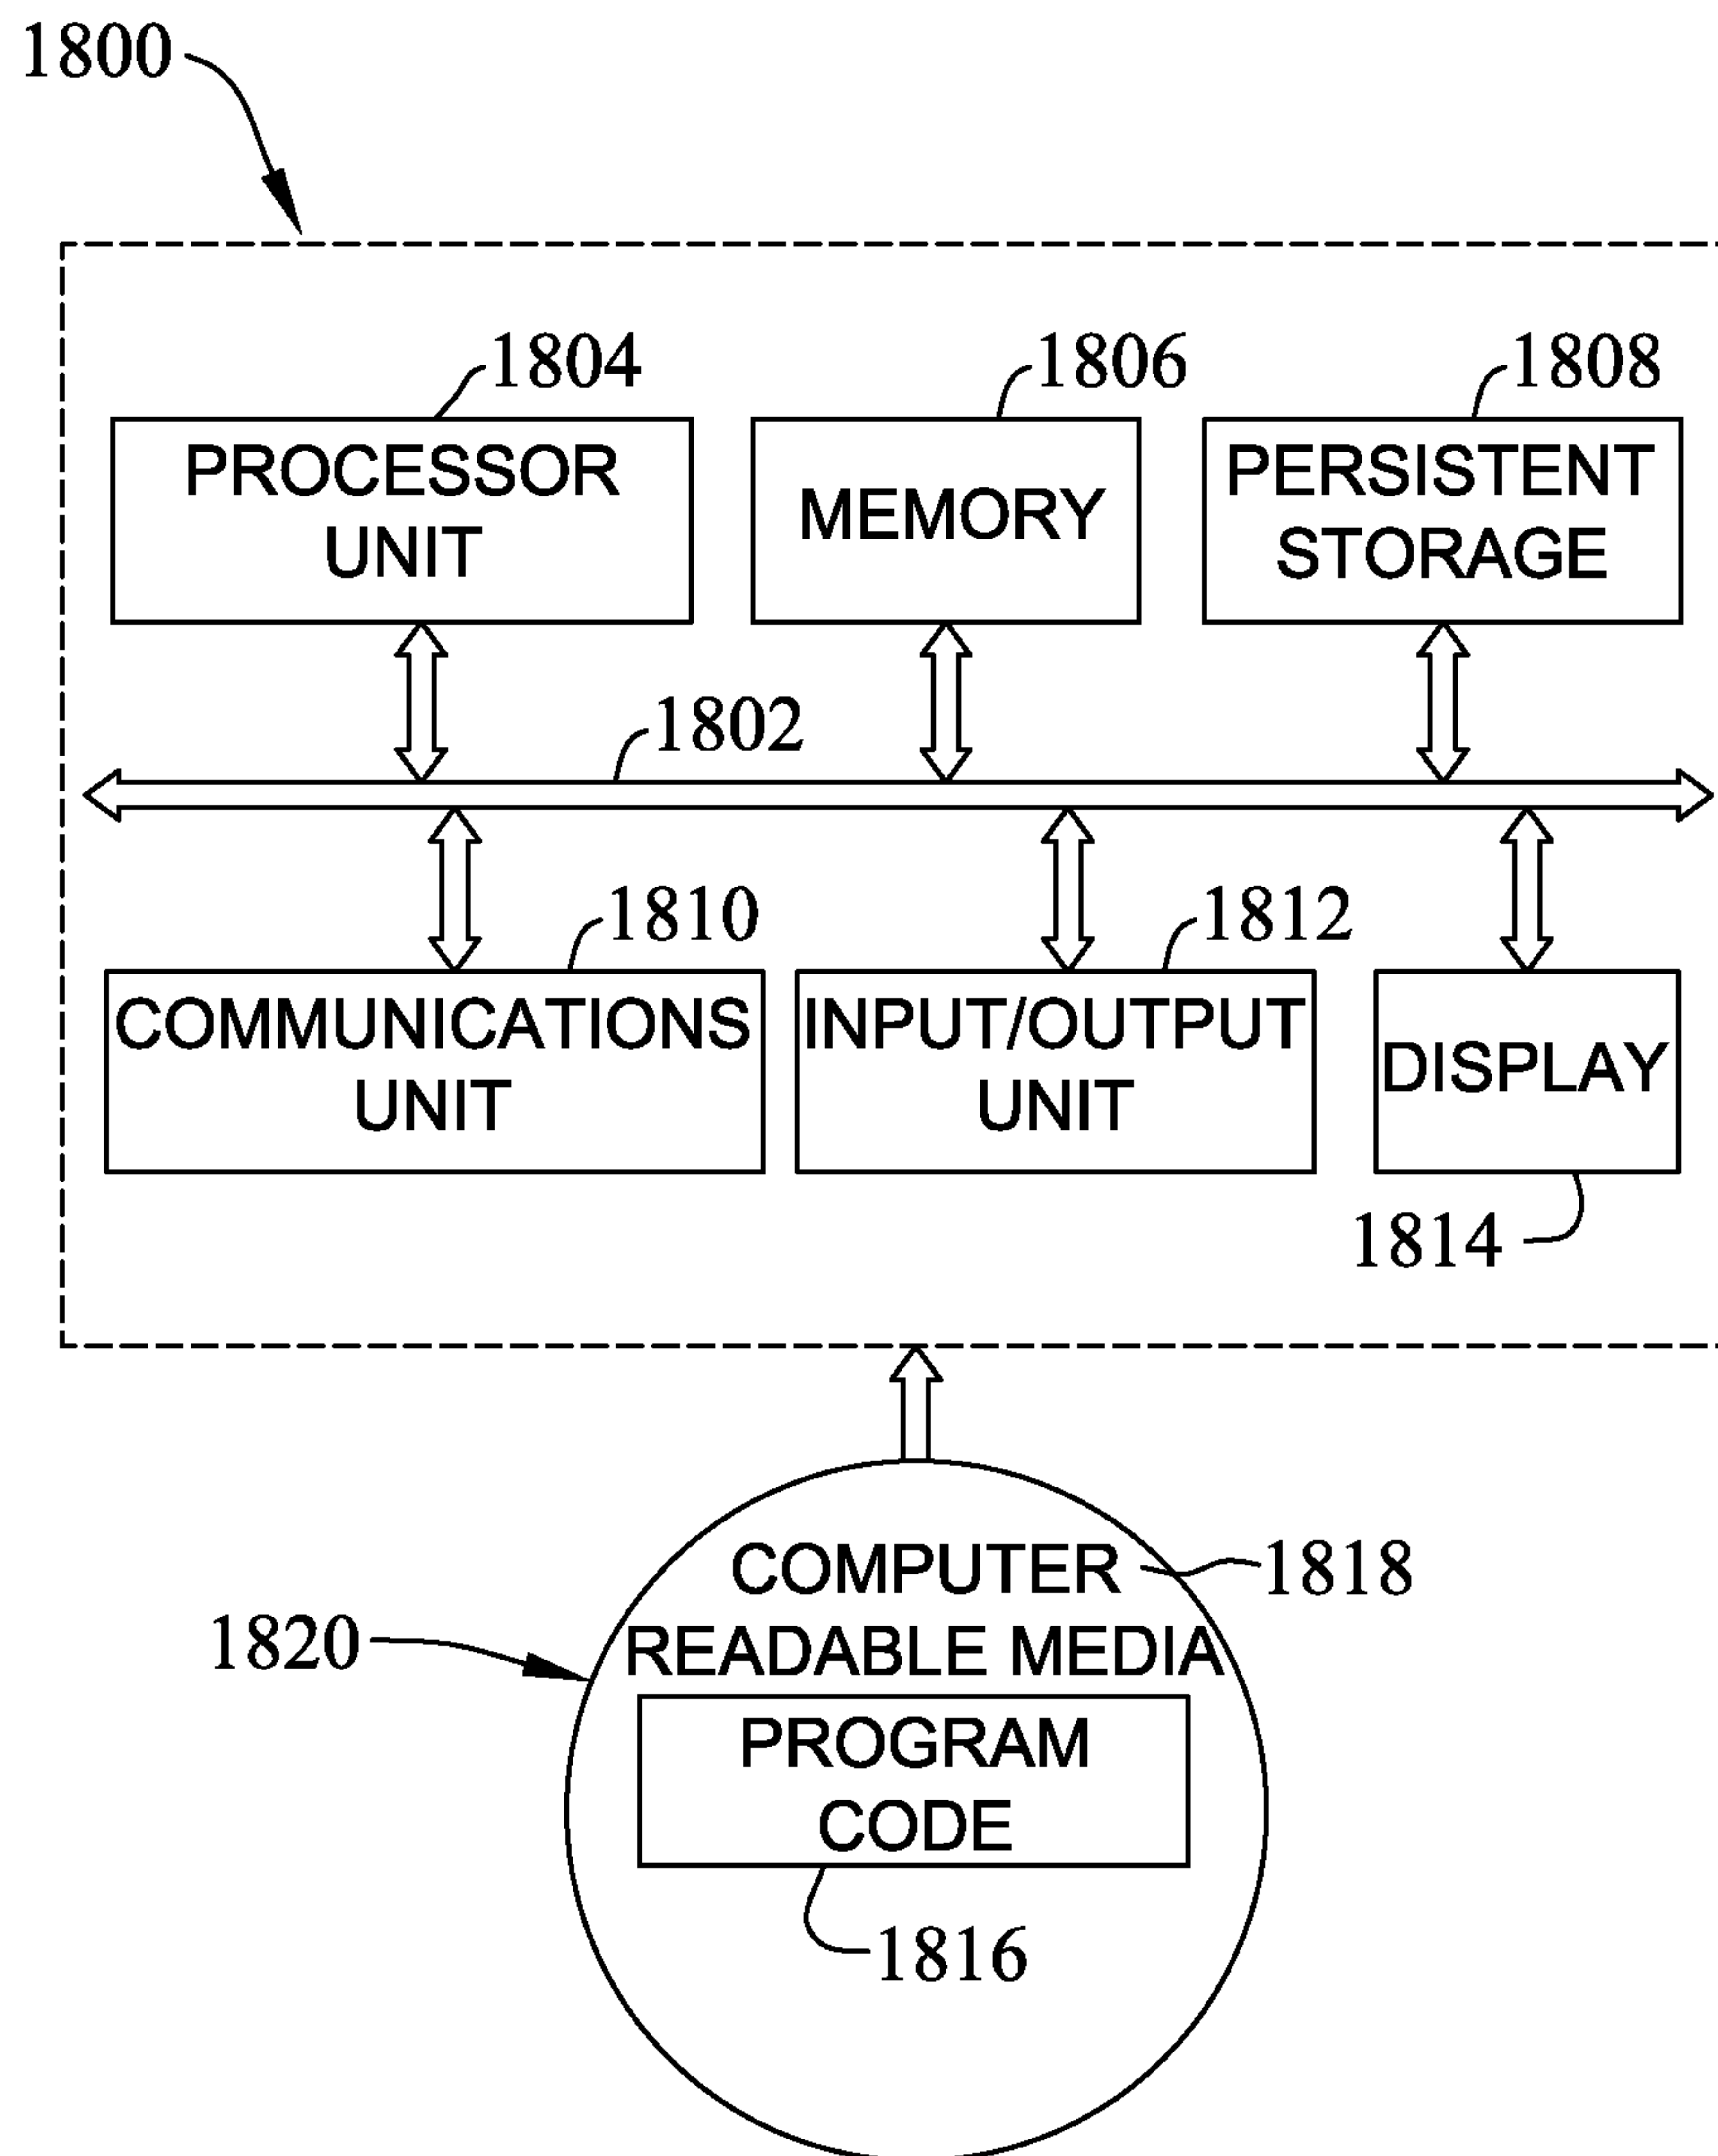 1800
1804
1806
1808
PROCESSOR
UNIT
MEMORY
PERSISTENT
STORAGE
1802
1810
1812
COMMUNICATIONS
UNIT
INPUT/OUTPUT
UNIT
DISPLAY
1814
COMPUTER
1818
1820
READABLE MEDIA
PROGRAM
CODE
1816